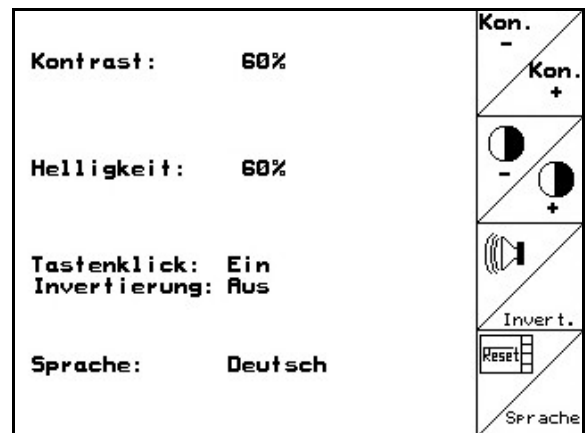 Kon.
-
Kontrast: 60%
Kon.
+
Helligkeit: 60%
-
+
Tastenklick: Ein
Invertierung: Aus
Invert.
Reset
Sprache: Deutsch
Sprache